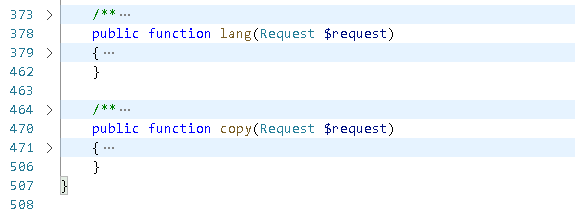 373 > /** ···
378 public function lang(Request $request)
379 > { ···
462 }
463
464 > /** ···
470 public function copy(Request $request)
471 > { ···
506 }
507 }
508